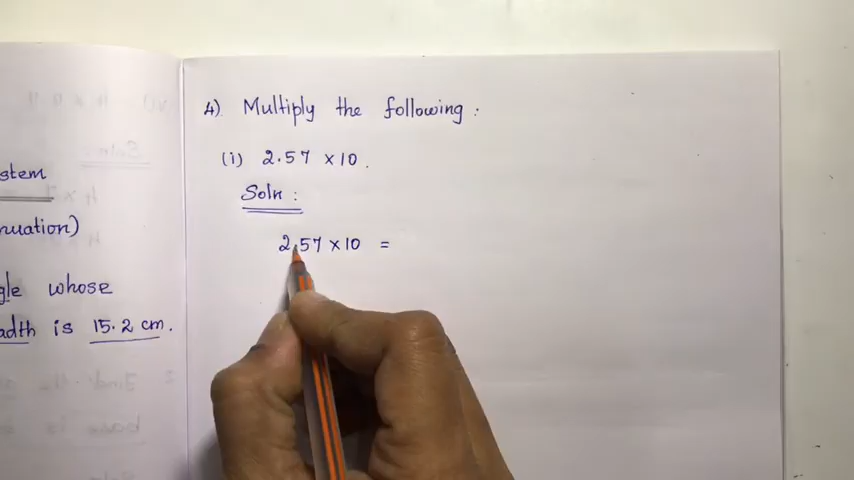 stem
nuation)
gle whose
adth is 15.2 cm.
4) Multiply the following :
(i) 2.57 x 10.
Soln :
2.57 x 10 =